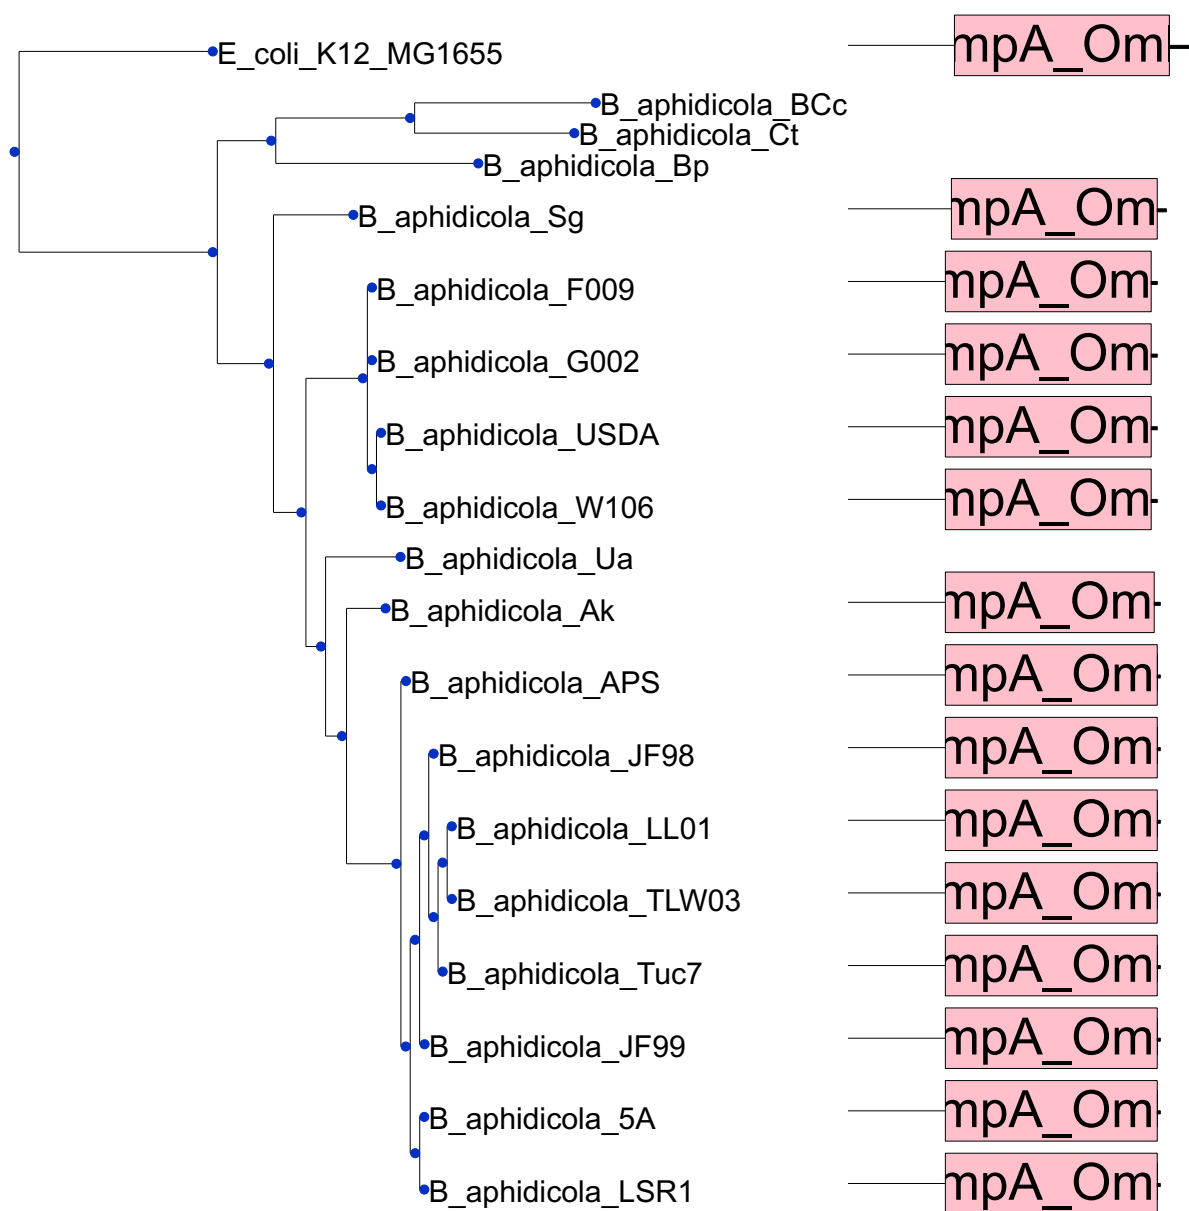 E_coli_K12_MG1655 mpA_Om
B_aphidicola_BCc
B_aphidicola_Ct
B_aphidicola_Bp
B_aphidicola_Sg mpA_Om
B_aphidicola_F009 mpA_Om
B_aphidicola_G002 mpA_Om
B_aphidicola_USDA mpA_Om
B_aphidicola_W106 mpA_Om
B_aphidicola_Ua
B_aphidicola_Ak mpA_Om
B_aphidicola_APS mpA_Om
B_aphidicola_JF98 mpA_Om
B_aphidicola_LL01 mpA_Om
B_aphidicola_TLW03 mpA_Om
B_aphidicola_Tuc7 mpA_Om
B_aphidicola_JF99 mpA_Om
B_aphidicola_5A mpA_Om
B_aphidicola_LSR1 mpA_Om